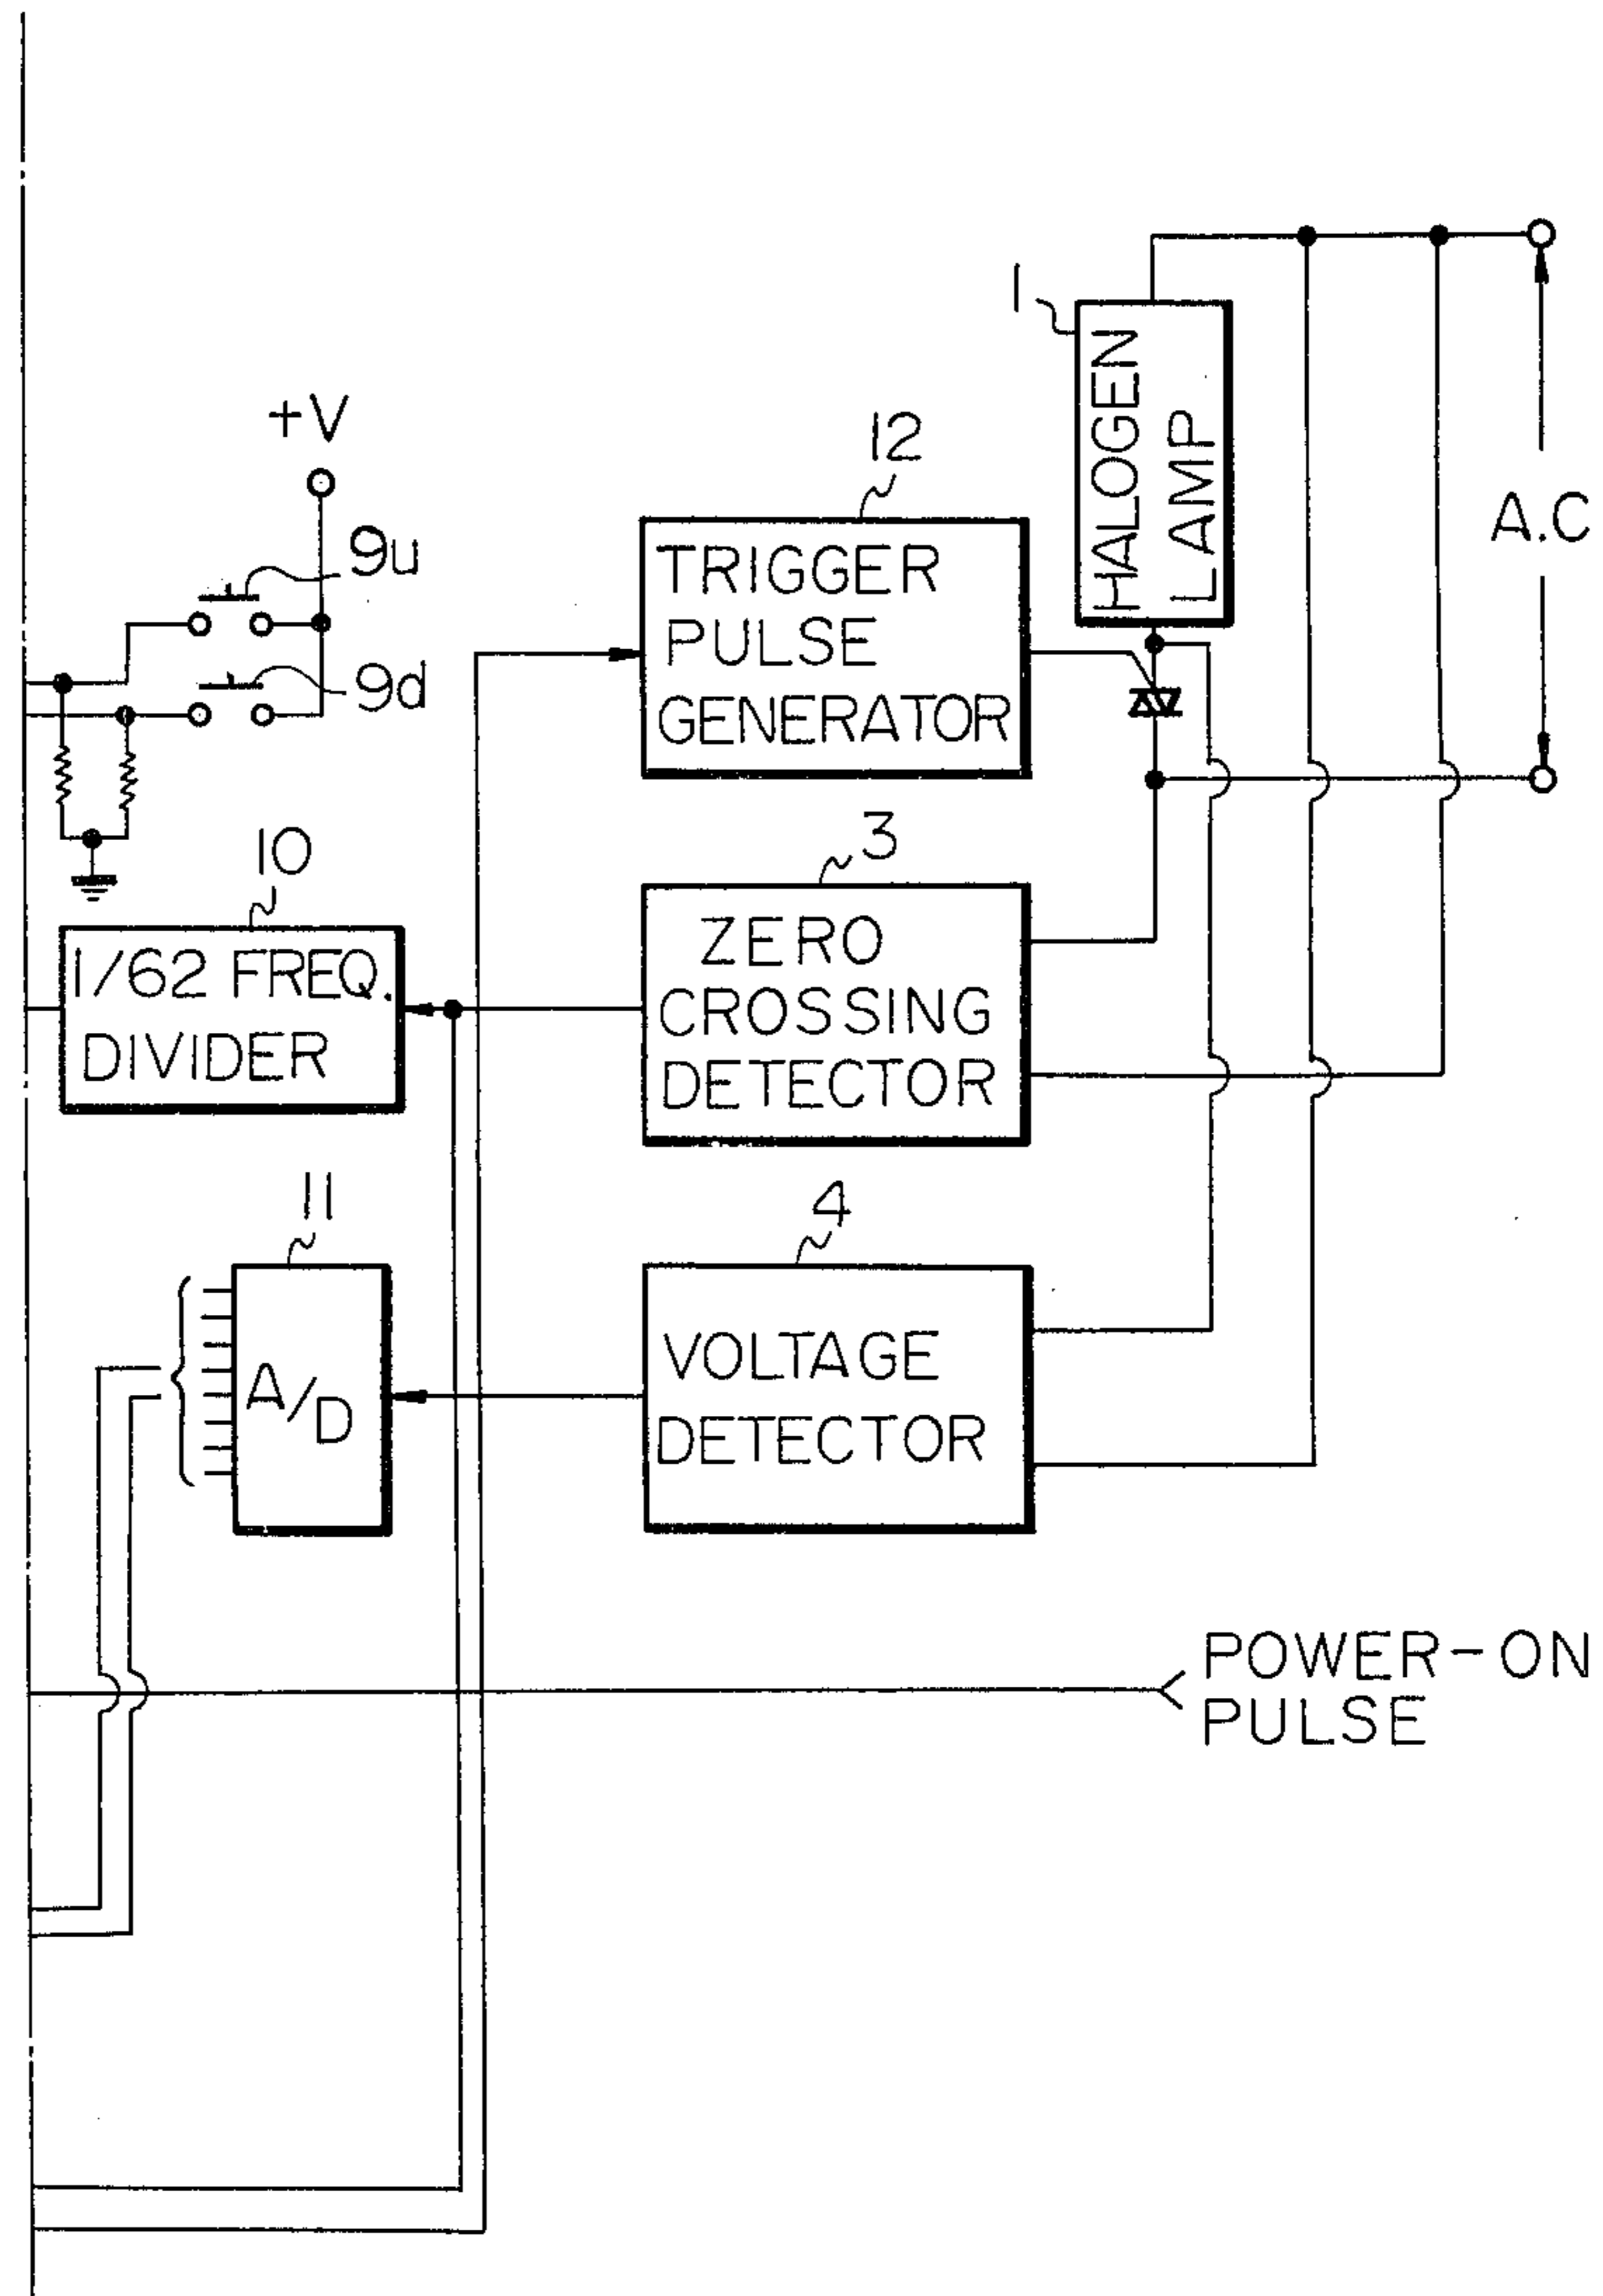 1
HALOGEN
LAMP
A.C
+V
9u
9d
12
TRIGGER
PULSE
GENERATOR
10
1/62 FREQ.
DIVIDER
3
ZERO
CROSSING
DETECTOR
11
A/D
4
VOLTAGE
DETECTOR
POWER-ON
PULSE